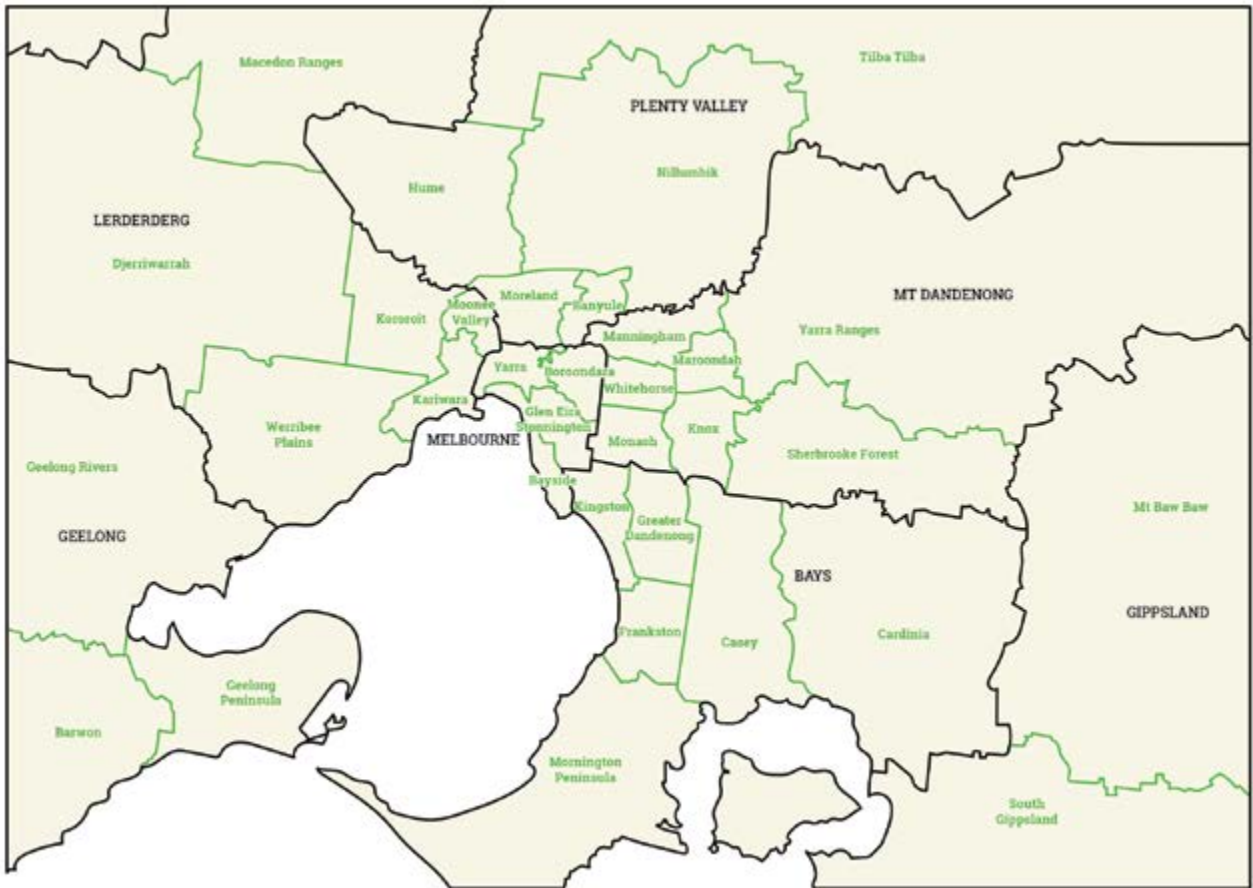 Macedon Ranges
Tilba Tilba
PLENTY VALLEY
Nillumbik
Hume
LERDERDERG
Djerriwarrah
MT DANDENONG
Yarra Ranges
Moreland
Banyule
Moonee
Valley
Kororoit
Manningham
Maroondah
Yarra
Boroondara
Whitehorse
Kariwara
Glen Eira
Stonnington
Werribee
Plains
MELBOURNE
Monash
Knox
Sherbrooke Forest
Geelong Rivers
Bayside
Kingston
Greater
Dandenong
Mt Baw Baw
GEELONG
BAYS
GIPPSLAND
Frankston
Casey
Cardinia
Geelong
Peninsula
Barwon
Mornington
Peninsula
South
Gippsland